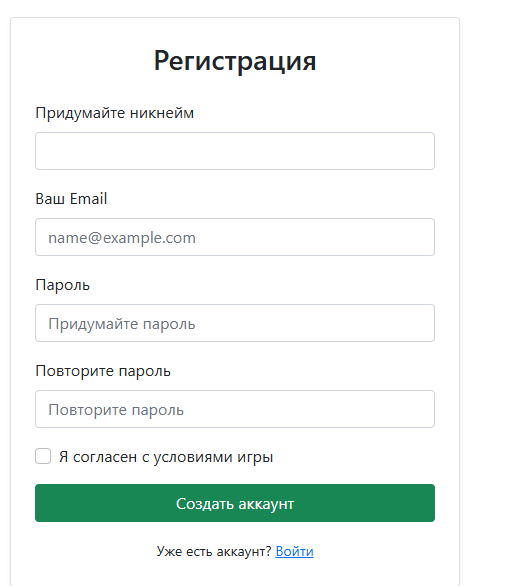 Регистрация
Придумайте никнейм
Ваш Email
name@example.com
Пароль
Придумайте пароль
Повторите пароль
Повторите пароль
Я согласен с условиями игры
Создать аккаунт
Уже есть аккаунт? Войти